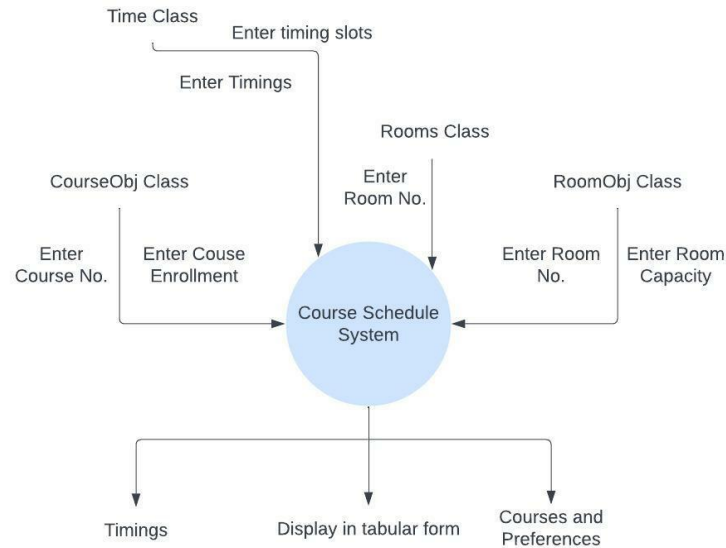 Time Class
Enter timing slots
Enter Timings
Rooms Class
Enter
Room No.
CourseObj Class
RoomObj Class
Enter
Course No.
Enter Couse
Enrollment
Enter Room
No.
Enter Room
Capacity
Course Schedule
System
Timings
Display in tabular form
Courses and
Preferences